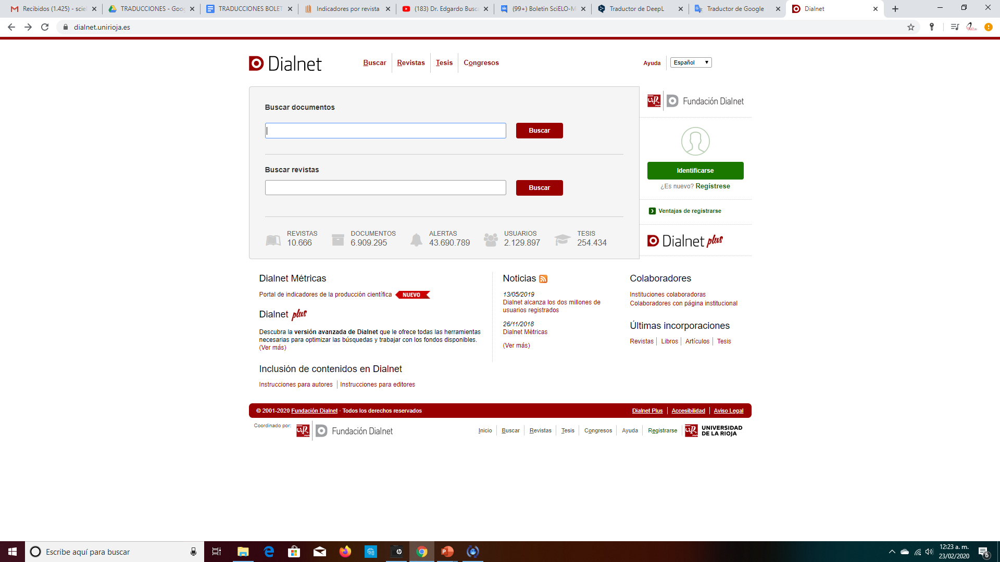 Recibidos (1.425) - sciel
TRADUCCIONES - Goog
TRADUCCIONES BOLET
Indicadores por revista
(183) Dr. Edgardo Busca
(99+) Boletin SciELO-M
Traductor de DeepL
Traductor de Google
Dialnet
dialnet.unirioja.es
Dialnet
Buscar
Revistas
Tesis
Congresos
Ayuda
Español
Buscar documentos
Buscar
Buscar revistas
Buscar
REVISTAS
10.666
DOCUMENTOS
6.909.295
ALERTAS
43.690.789
USUARIOS
2.129.897
TESIS
254.434
Fundación Dialnet
Identificarse
¿Es nuevo? Regístrese
Ventajas de registrarse
Dialnet plus
Dialnet Métricas
Portal de indicadores de la producción científica NUEVO
Dialnet plus
Descubra la versión avanzada de Dialnet que le ofrece todas las herramientas
necesarias para optimizar las búsquedas y trabajar con los fondos disponibles.
(Ver más)
Inclusión de contenidos en Dialnet
Instrucciones para autores
Instrucciones para editores
Noticias
13/05/2019
Dialnet alcanza los dos millones de
usuarios registrados
26/11/2018
Dialnet Métricas
(Ver más)
Colaboradores
Instituciones colaboradoras
Colaboradores con página institucional
Últimas incorporaciones
Revistas
Libros
Artículos
Tesis
© 2001-2020 Fundación Dialnet · Todos los derechos reservados
Dialnet Plus
Accesibilidad
Aviso Legal
Coordinado por:
Fundación Dialnet
Inicio
Buscar
Revistas
Tesis
Congresos
Ayuda
Registrarse
UNIVERSIDAD
DE LA RIOJA
Escribe aquí para buscar
12:23 a. m.
23/02/2020
6